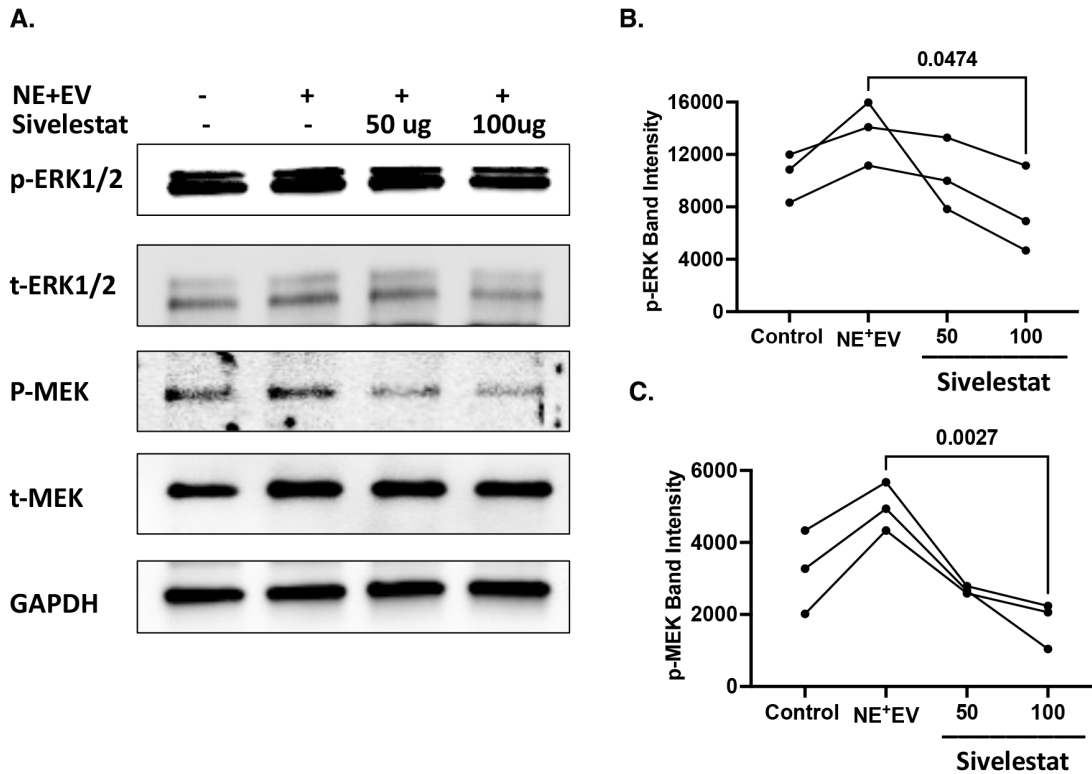 A.
NE+EV - + + +
Sivelestat - - 50 ug 100ug
p-ERK1/2
t-ERK1/2
P-MEK
t-MEK
GAPDH
B.
0.0474
p-ERK Band Intensity
16000
12000
8000
4000
0
Control NE+EV 50 100
Sivelestat
C.
0.0027
p-MEK Band Intensity
6000
4000
2000
0
Control NE+EV 50 100
Sivelestat